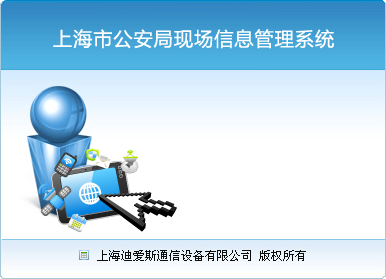 上海市公安局现场信息管理系统
上海迪爱斯通信设备有限公司 版权所有